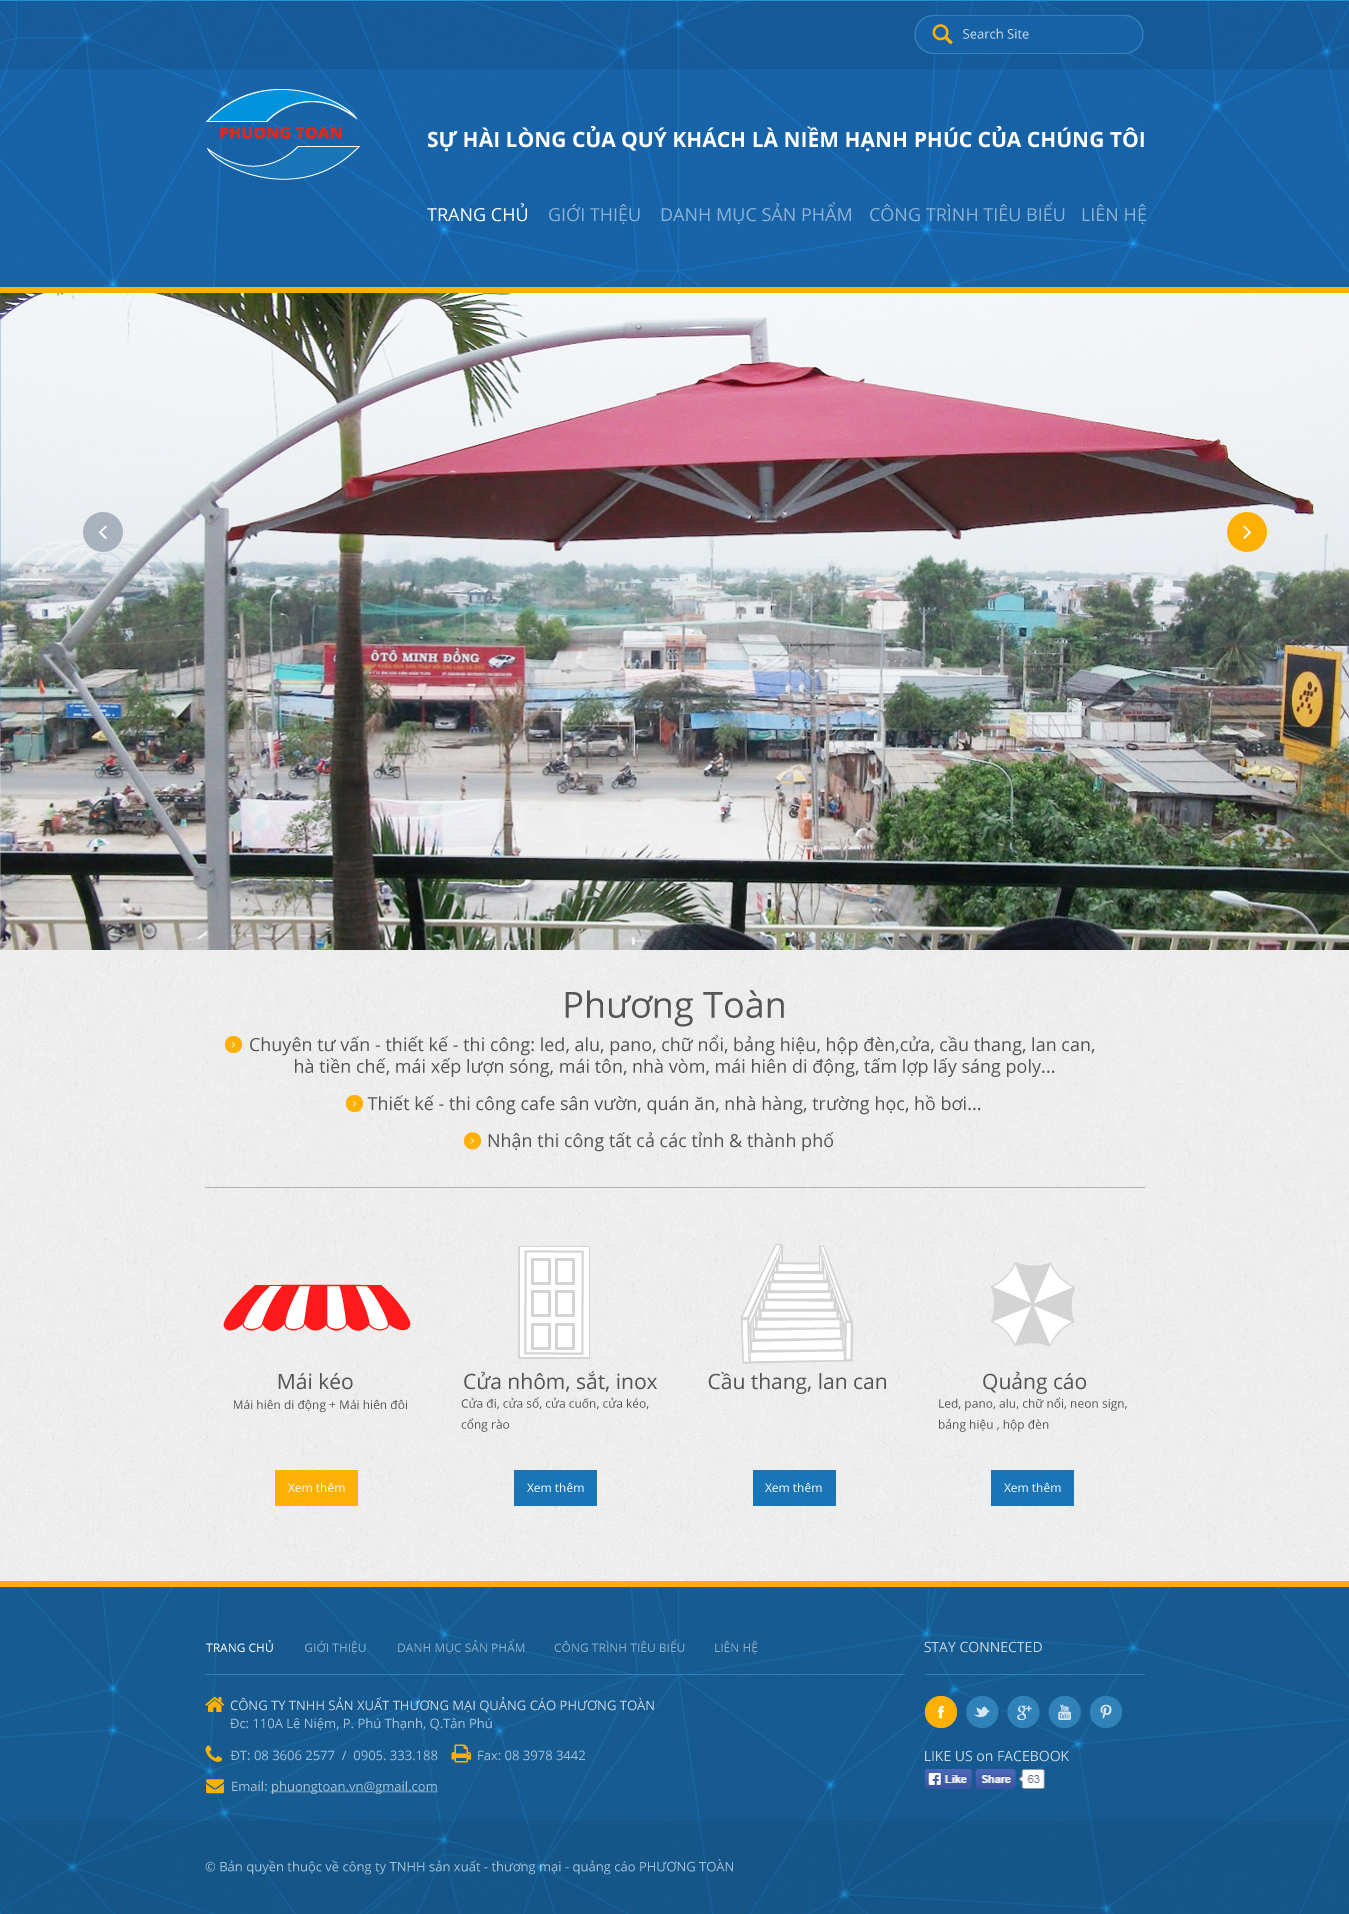 Search Site
PHƯƠNG TOÀN
SỰ HÀI LÒNG CỦA QUÝ KHÁCH LÀ NIỀM HẠNH PHÚC CỦA CHÚNG TÔI
TRANG CHỦ GIỚI THIỆU DANH MỤC SẢN PHẨM CÔNG TRÌNH TIÊU BIỂU LIÊN HỆ
ÔTÔ MINH ĐỒNG
Phương Toàn
Chuyên tư vấn - thiết kế - thi công: led, alu, pano, chữ nổi, bảng hiệu, hộp đèn,cửa, cầu thang, lan can,
hà tiền chế, mái xếp lượn sóng, mái tôn, nhà vòm, mái hiên di động, tấm lợp lấy sáng poly...
Thiết kế - thi công cafe sân vườn, quán ăn, nhà hàng, trường học, hồ bơi...
Nhận thi công tất cả các tỉnh & thành phố
Mái kéo
Mái hiên di động + Mái hiên đôi
Xem thêm
Cửa nhôm, sắt, inox
Cửa đi, cửa sổ, cửa cuốn, cửa kéo,
cổng rào
Xem thêm
Cầu thang, lan can
Xem thêm
Quảng cáo
Led, pano, alu, chữ nổi, neon sign,
bảng hiệu , hộp đèn
Xem thêm
TRANG CHỦ GIỚI THIỆU DANH MỤC SẢN PHẨM CÔNG TRÌNH TIÊU BIỂU LIÊN HỆ
CÔNG TY TNHH SẢN XUẤT THƯƠNG MẠI QUẢNG CÁO PHƯƠNG TOÀN
Đc: 110A Lê Niệm, P. Phú Thạnh, Q.Tân Phú
ĐT: 08 3606 2577 / 0905. 333.188 Fax: 08 3978 3442
Email: phuongtoan.vn@gmail.com
STAY CONNECTED
LIKE US on FACEBOOK
Like Share 63
© Bản quyền thuộc về công ty TNHH sản xuất - thương mại - quảng cáo PHƯƠNG TOÀN